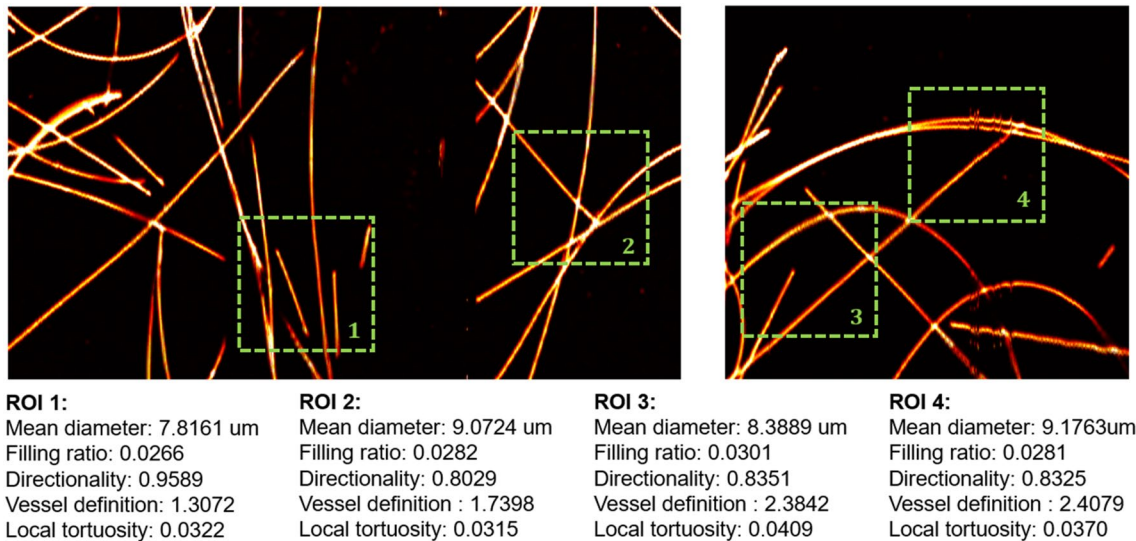 1
2
3
4
ROI 1:
Mean diameter: 7.8161 um
Filling ratio: 0.0266
Directionality: 0.9589
Vessel definition: 1.3072
Local tortuosity: 0.0322
ROI 2:
Mean diameter: 9.0724 um
Filling ratio: 0.0282
Directionality: 0.8029
Vessel definition : 1.7398
Local tortuosity: 0.0315
ROI 3:
Mean diameter: 8.3889 um
Filling ratio: 0.0301
Directionality: 0.8351
Vessel definition : 2.3842
Local tortuosity: 0.0409
ROI 4:
Mean diameter: 9.1763um
Filling ratio: 0.0281
Directionality: 0.8325
Vessel definition : 2.4079
Local tortuosity: 0.0370